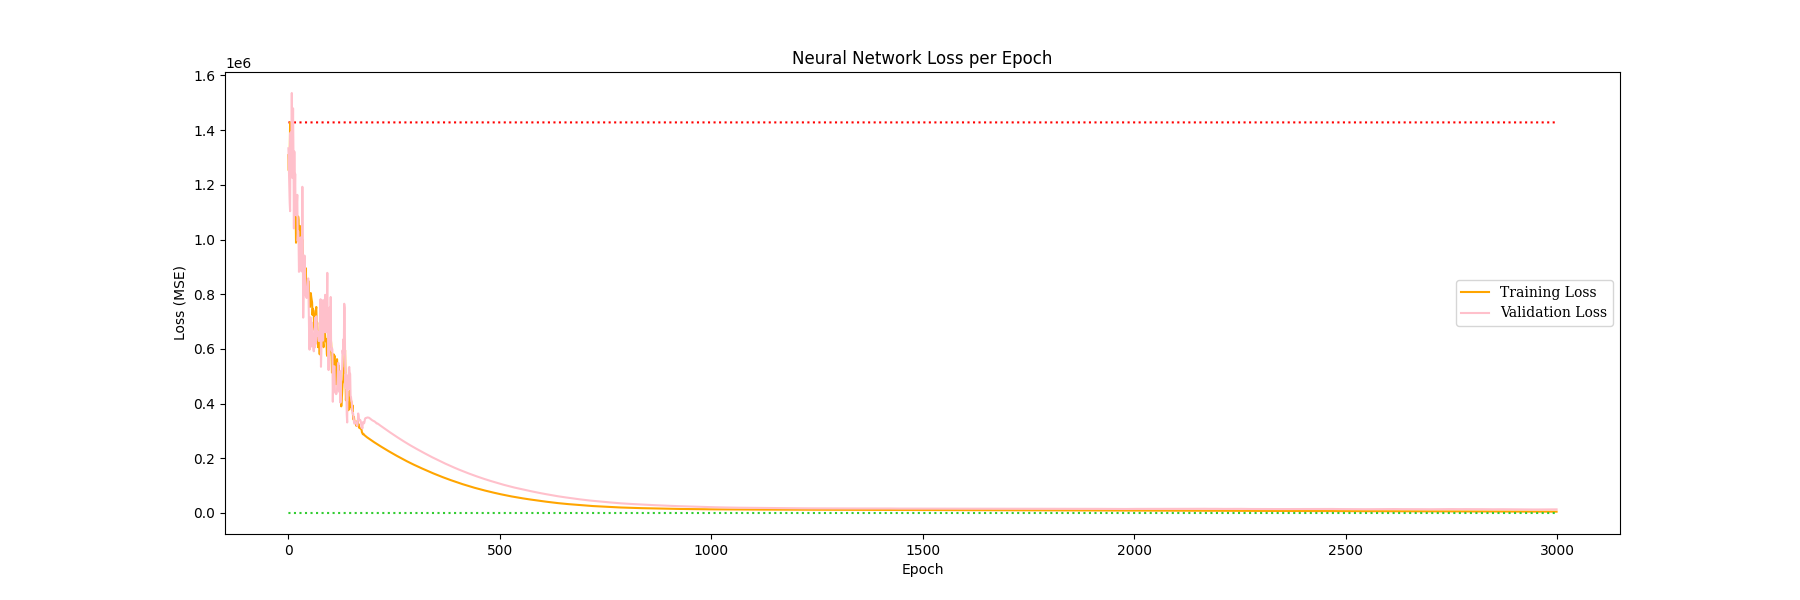 Neural Network Loss per Epoch
1e6
1.6
1.4
1.2
1.0
0.8
0.6
0.4
0.2
0.0
Loss (MSE)
Training Loss
Validation Loss
0 500 1000 1500 2000 2500 3000
Epoch